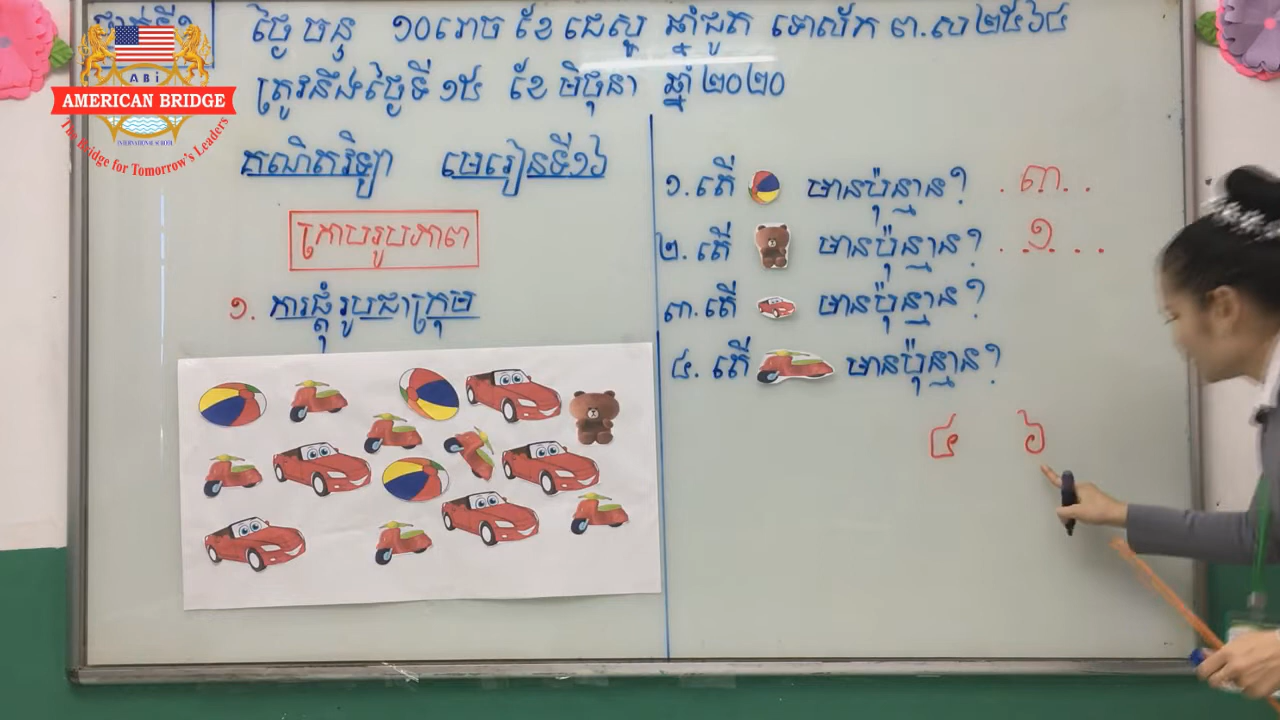 ABi
AMERICAN BRIDGE
INTERNATIONAL SCHOOL
The Bridge for Tomorrow's Leaders
ថ្ងៃ ចន្ទ ១០រោច ខែ ជេស្ឋ ឆ្នាំជូត ទោស័ក ព.ស២៥៦៤
ត្រូវនឹងថ្ងៃទី ១៥ ខែ មិថុនា ឆ្នាំ ២០២០
គណិតវិទ្យា មេរៀនទី១៦
ក្រាបរូបភាព
១. ការផ្តុំរូបជាក្រុម
១. តើ មានប៉ុន្មាន? . ៣. .
២. តើ មានប៉ុន្មាន? . .១. . .
៣. តើ មានប៉ុន្មាន?
៤. តើ មានប៉ុន្មាន?
៨ ៦